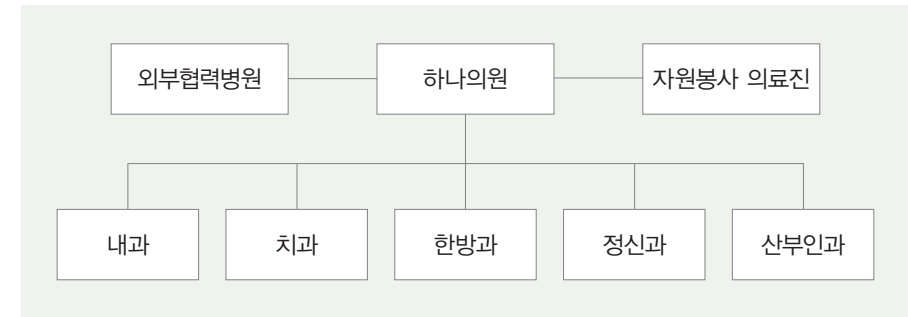 외부협력병원
하나의원
자원봉사 의료진
내과
치과
한방과
정신과
산부인과